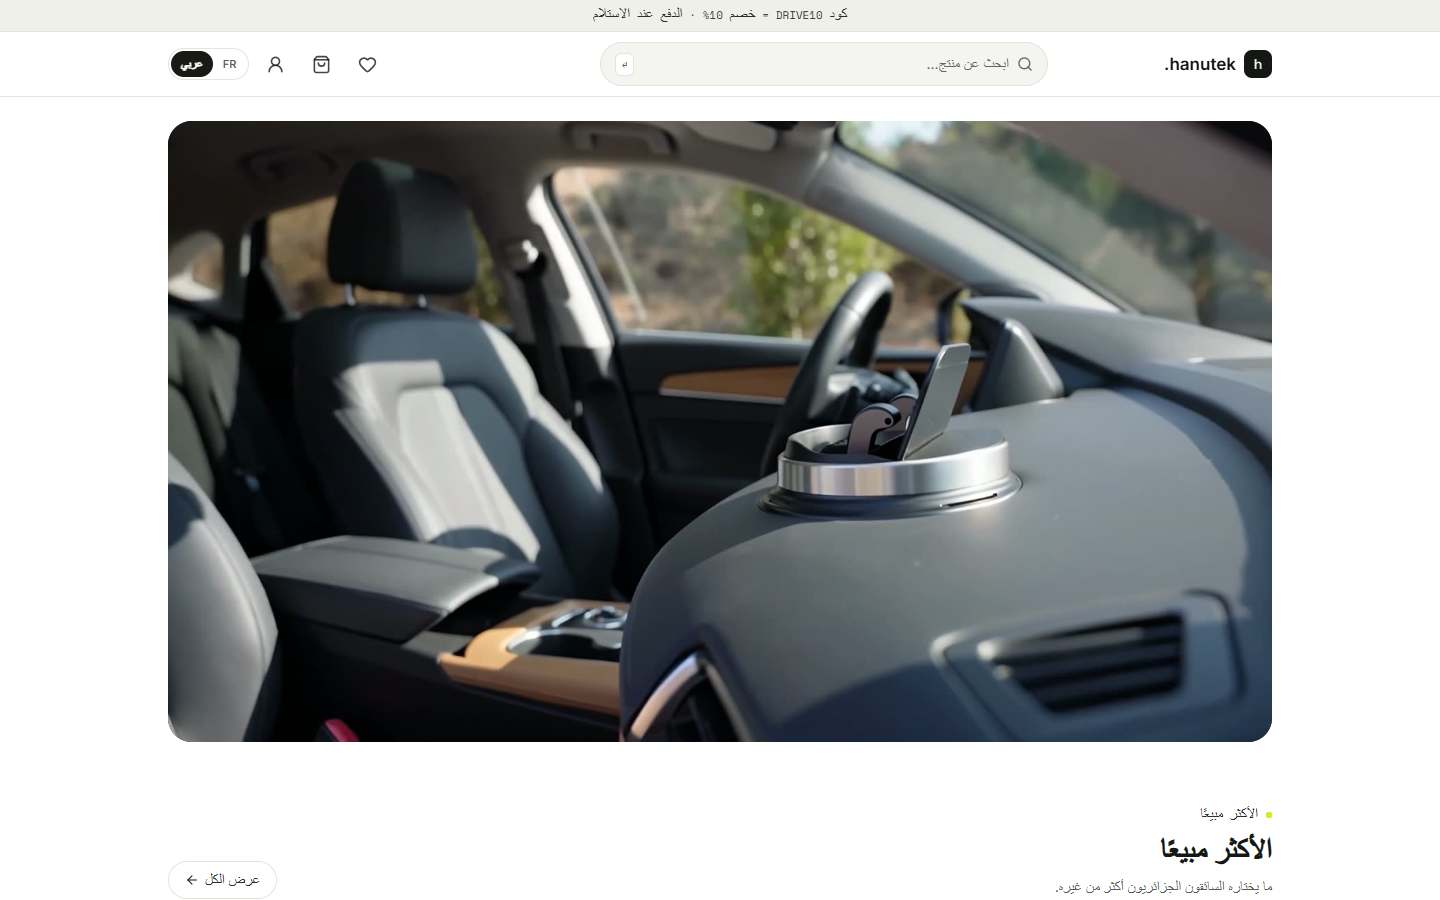 كود DRIVE10 = خصم 10% · الدفع عند الاستلام
h hanutek.
ابحث عن منتج...
↵
FR
عربي
الأكثر مبيعًا
الأكثر مبيعًا
ما يختاره السائقون الجزائريون أكثر من غيره.
عرض الكل ←